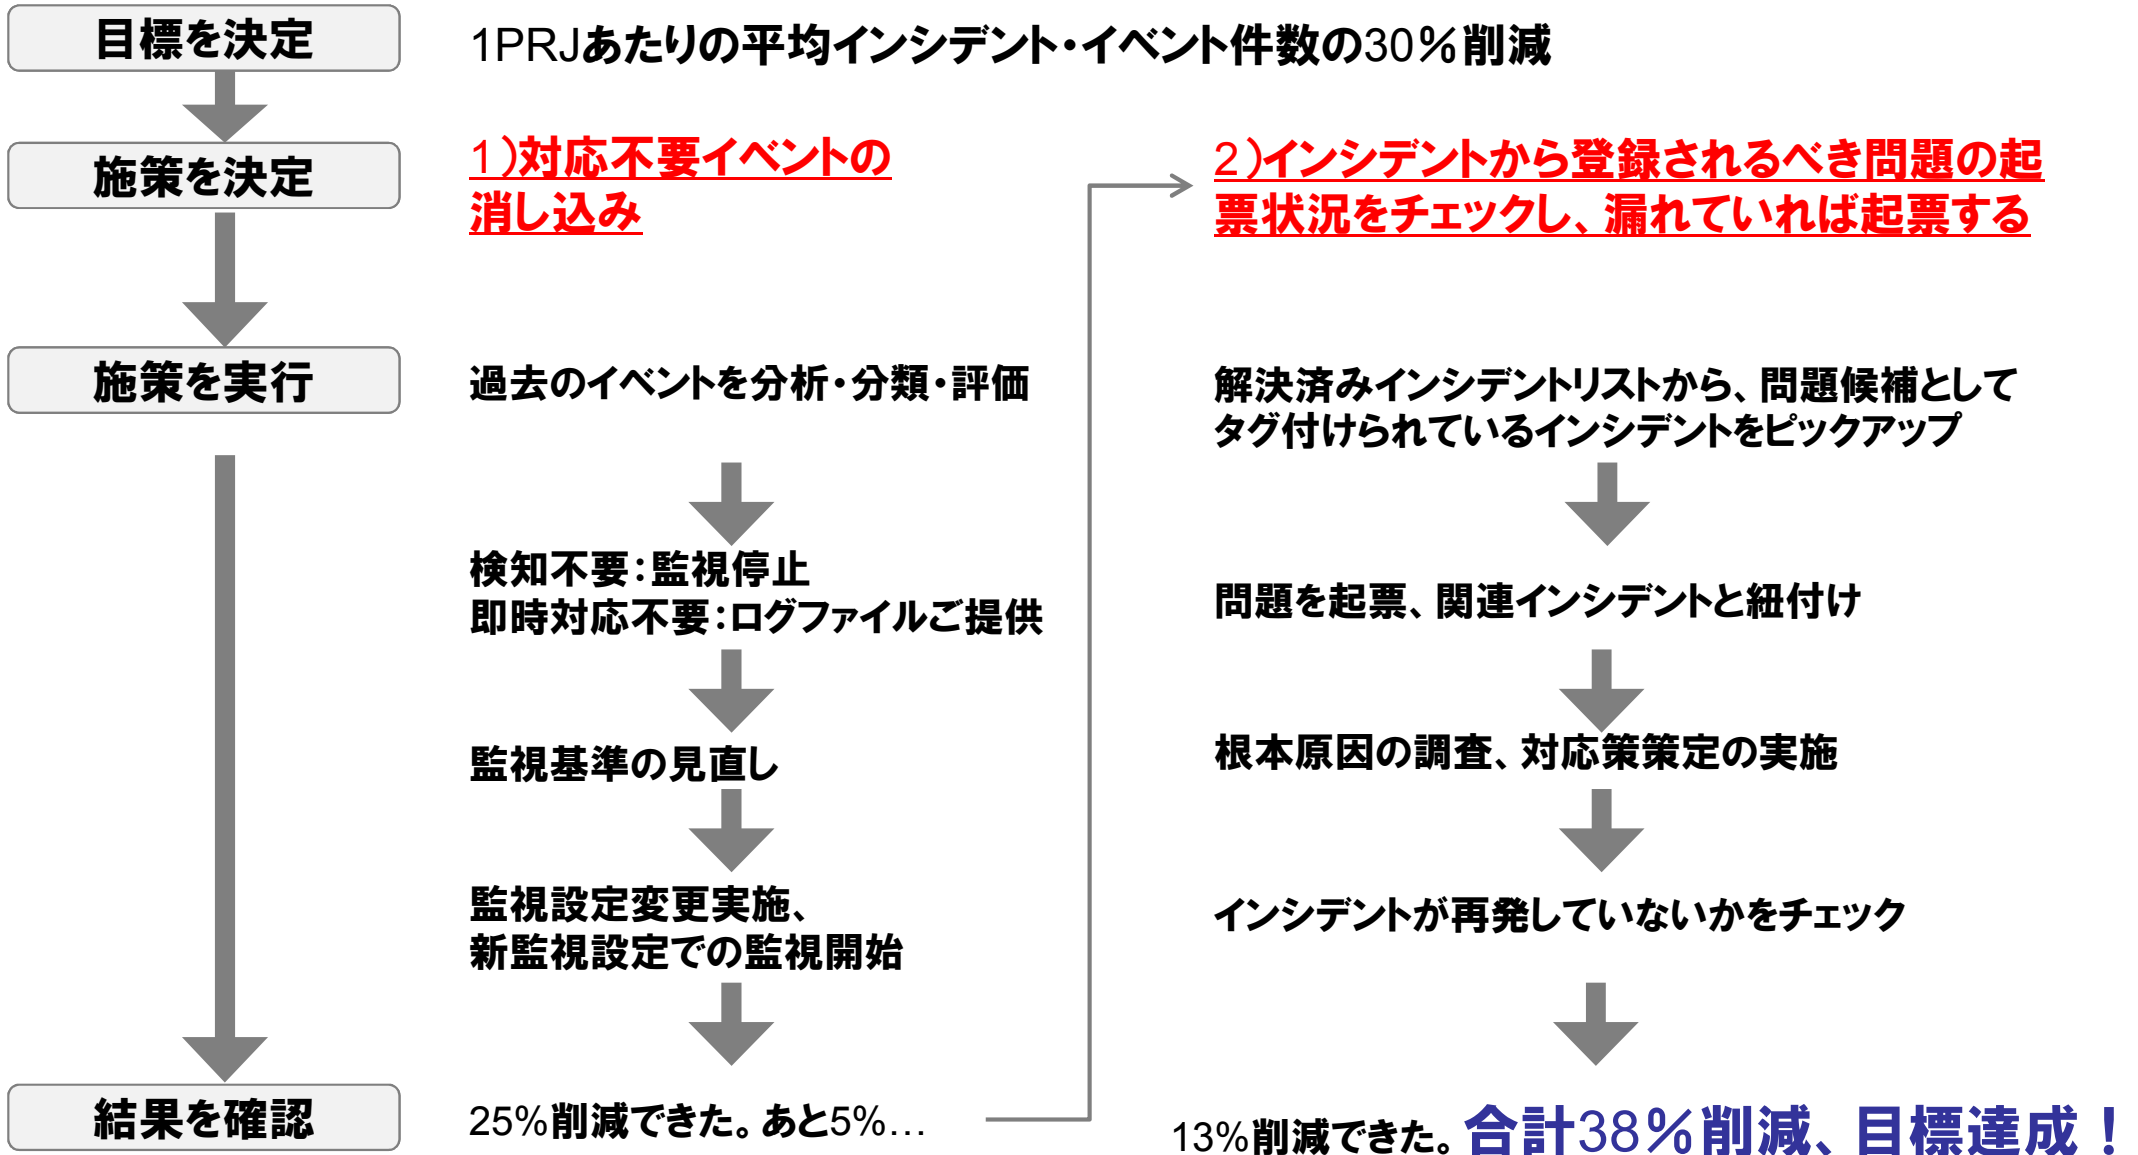 目標を決定
1PRJあたりの平均インシデント・イベント件数の30％削減
施策を決定
1）対応不要イベントの
消し込み
2）インシデントから登録されるべき問題の起
票状況をチェックし、漏れていれば起票する
施策を実行
過去のイベントを分析・分類・評価
検知不要：監視停止
即時対応不要：ログファイルご提供
監視基準の見直し
監視設定変更実施、
新監視設定での監視開始
解決済みインシデントリストから、問題候補として
タグ付けられているインシデントをピックアップ
問題を起票、関連インシデントと紐付け
根本原因の調査、対応策策定の実施
インシデントが再発していないかをチェック
結果を確認
25%削減できた。あと5%…
13%削減できた。合計38％削減、目標達成！